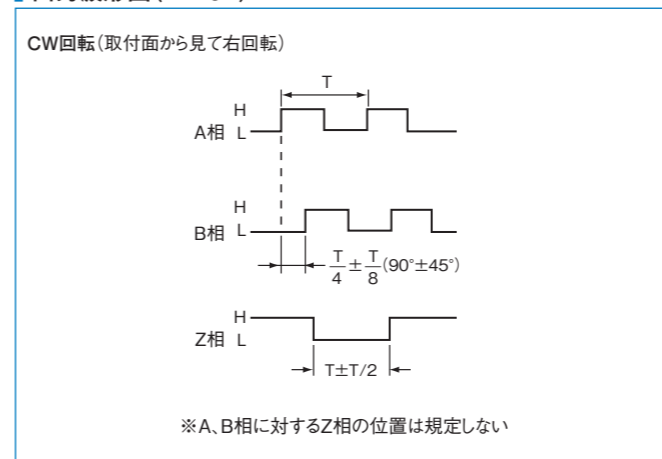 CW回転(取付面から見て右回転)
T
H
A相 L
H
B相 L
T/4±T/8(90°±45°)
H
Z相 L
T±T/2
※A、B相に対するZ相の位置は規定しない